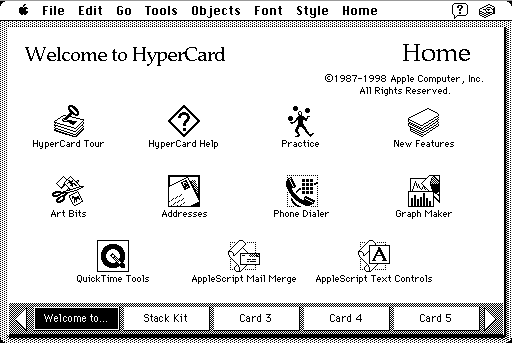 File Edit Go Tools Objects Font Style Home
Welcome to HyperCard
Home
©1987-1998 Apple Computer, Inc.
All Rights Reserved.
HyperCard Tour HyperCard Help Practice New Features
Art Bits Addresses Phone Dialer Graph Maker
QuickTime Tools AppleScript Mail Merge AppleScript Text Controls
Welcome to... Stack Kit Card 3 Card 4 Card 5